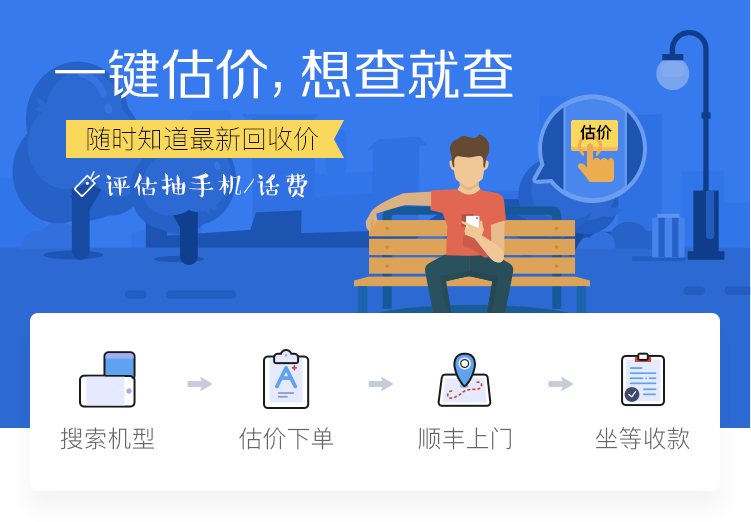 一键估价，想查就查
随时知道最新回收价
评估抽手机/话费
估价
A+
搜索机型
估价下单
顺丰上门
坐等收款